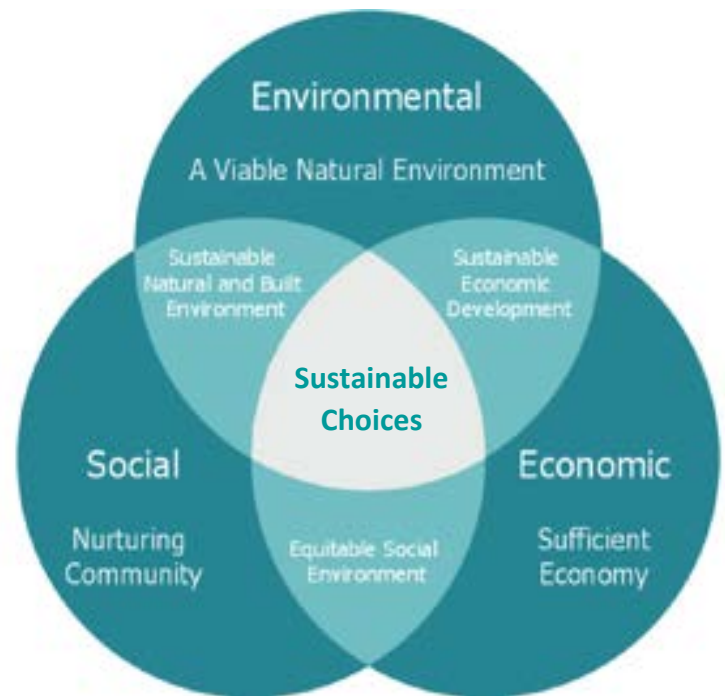 Environmental
A Viable Natural Environment
Sustainable
Natural and Built
Environment
Sustainable
Economic
Development
Sustainable
Choices
Social
Nurturing
Community
Equitable Social
Environment
Economic
Sufficient
Economy